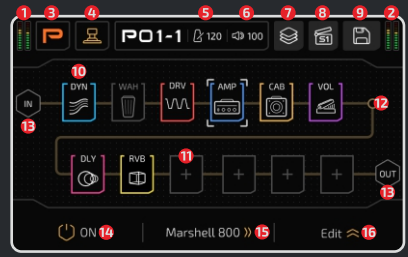 1 3 4 5 6 7 8 9 2
P P01-1 120 100 S1
10
DYN WAH DRV AMP CAB VOL
IN 12
13
DLY RVB 11
+ + + + OUT
13
ON 14 Marshell 800 » 15 Edit 16